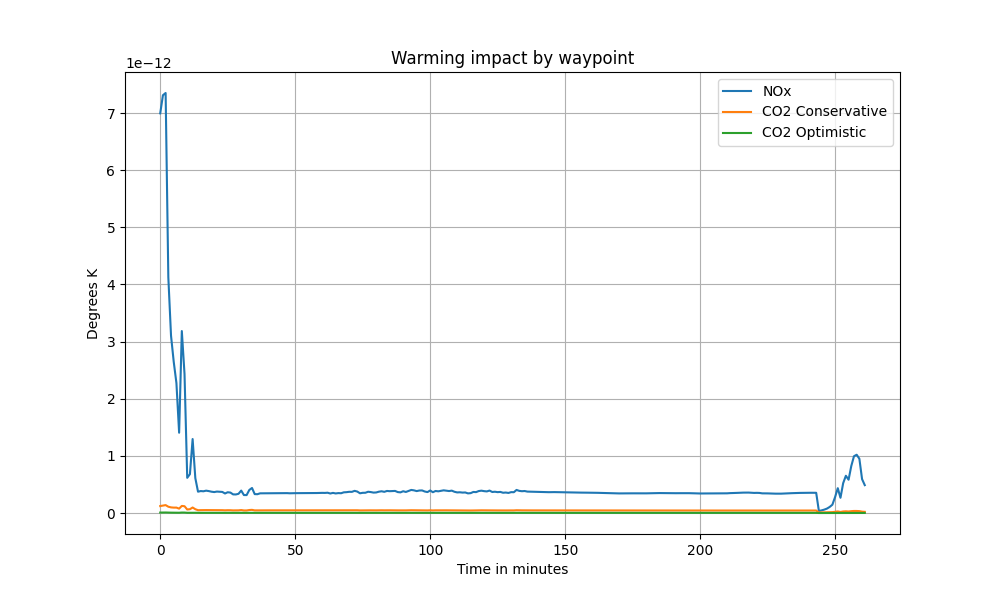 Warming impact by waypoint
1e−12
NOx
CO2 Conservative
CO2 Optimistic
7
6
5
4
3
2
1
0
Degrees K
0 50 100 150 200 250
Time in minutes